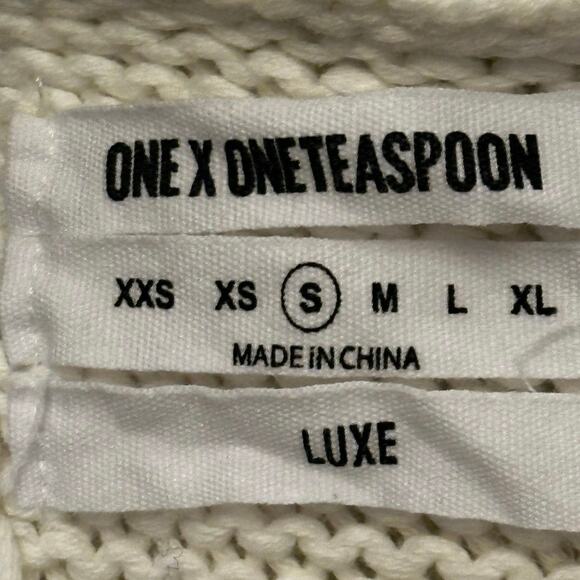 ONE X ONETEASPOON
XXS XS S M L XL
MADE iN CHINA
LUXE